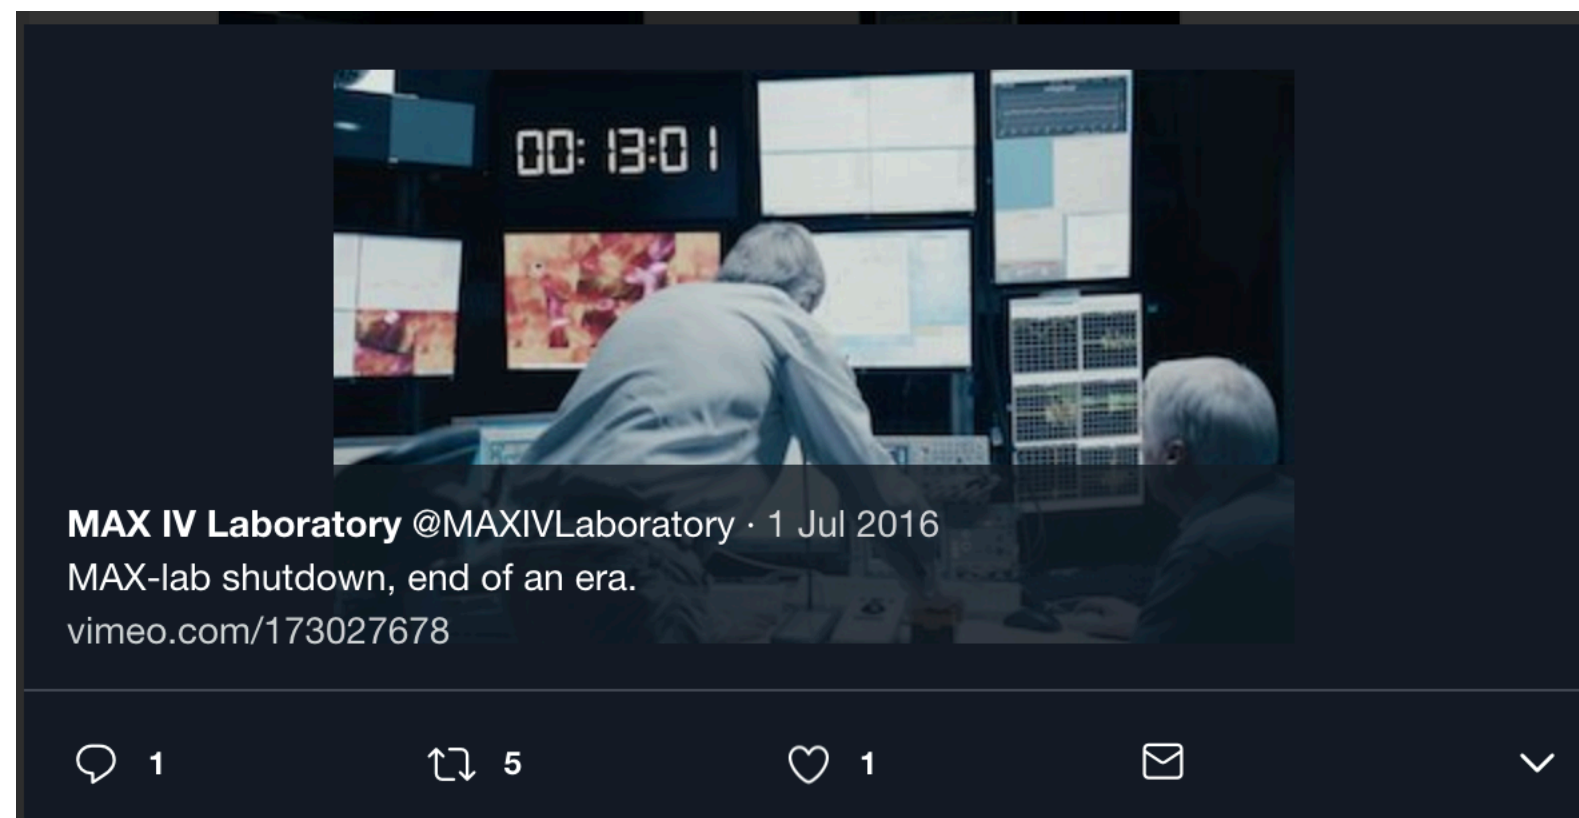 00:13:01
MAX IV Laboratory @MAXIVLaboratory · 1 Jul 2016
MAX-lab shutdown, end of an era.
vimeo.com/173027678
1 5 1